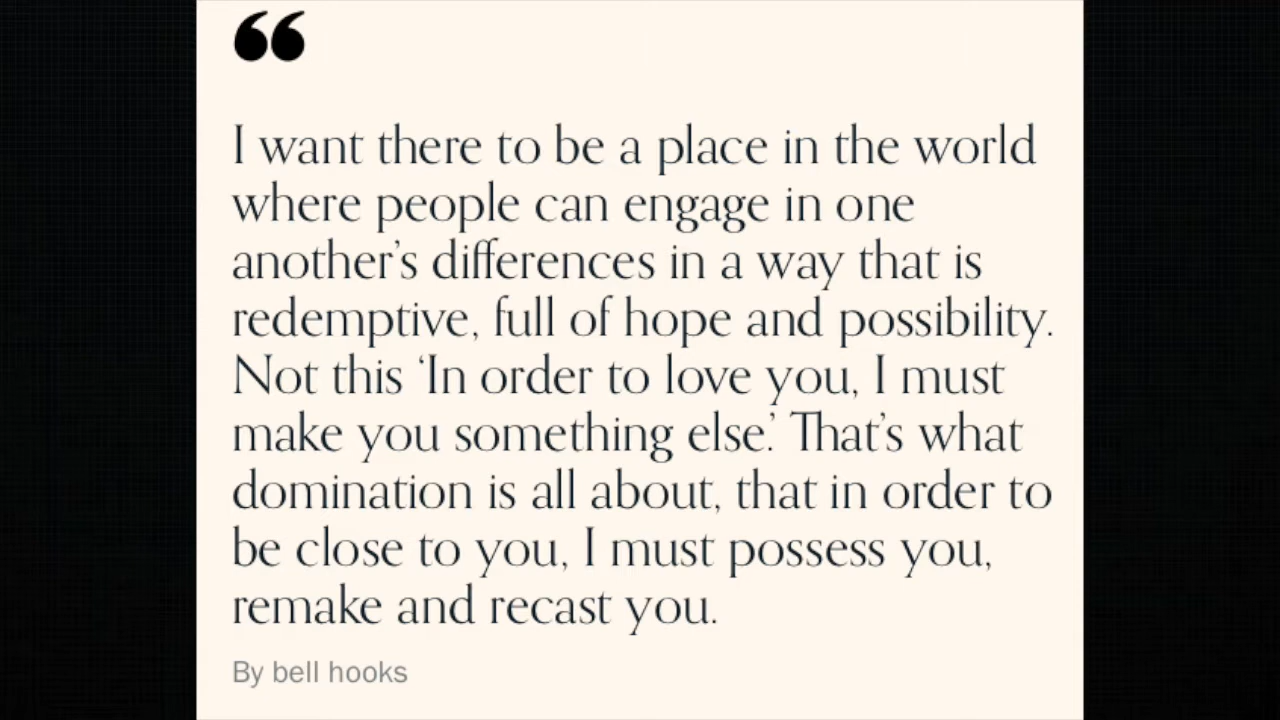 “
I want there to be a place in the world
where people can engage in one
another’s differences in a way that is
redemptive, full of hope and possibility.
Not this ‘In order to love you, I must
make you something else.’ That’s what
domination is all about, that in order to
be close to you, I must possess you,
remake and recast you.
By bell hooks